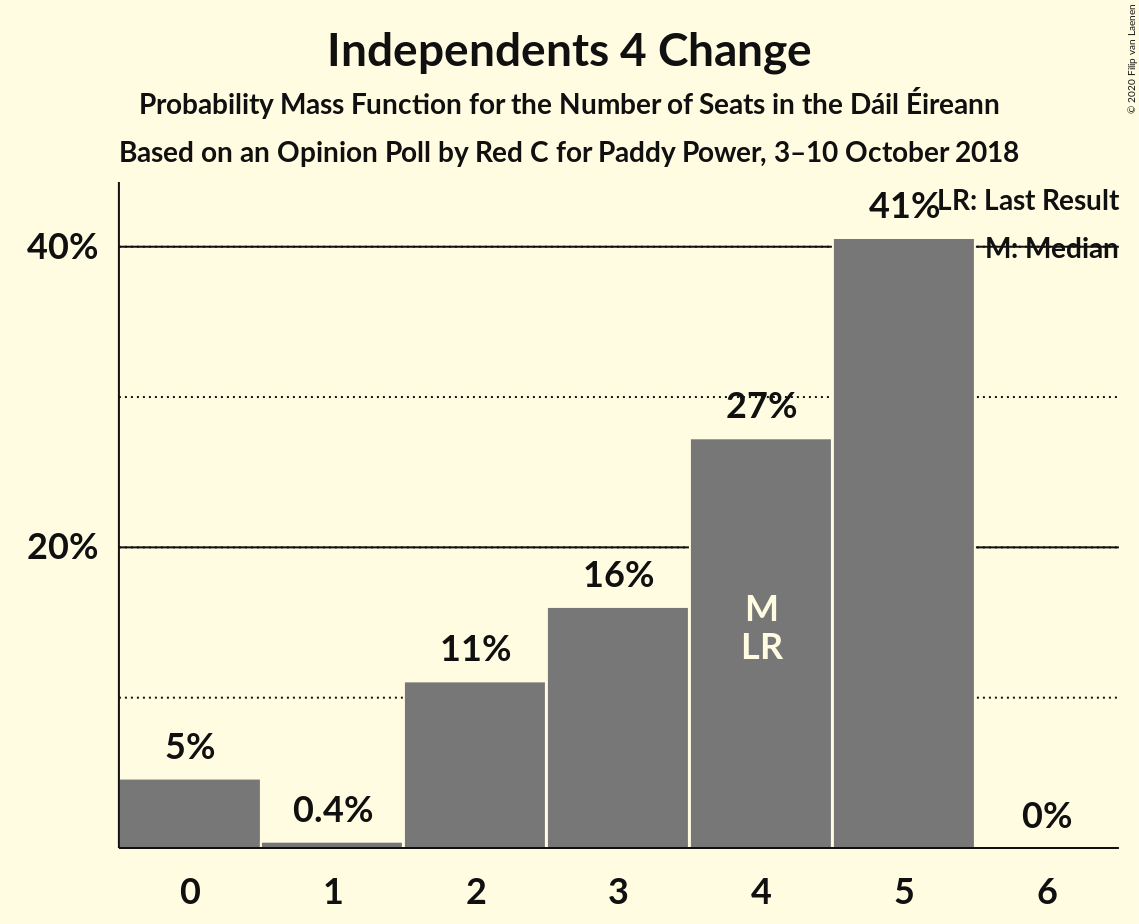 Independents 4 Change
Probability Mass Function for the Number of Seats in the Dáil Éireann
Based on an Opinion Poll by Red C for Paddy Power, 3–10 October 2018
© 2020 Filip van Laenen
LR: Last Result
M: Median
40%
20%
5%
0.4%
11%
16%
27%
41%
0%
M
LR
0 1 2 3 4 5 6